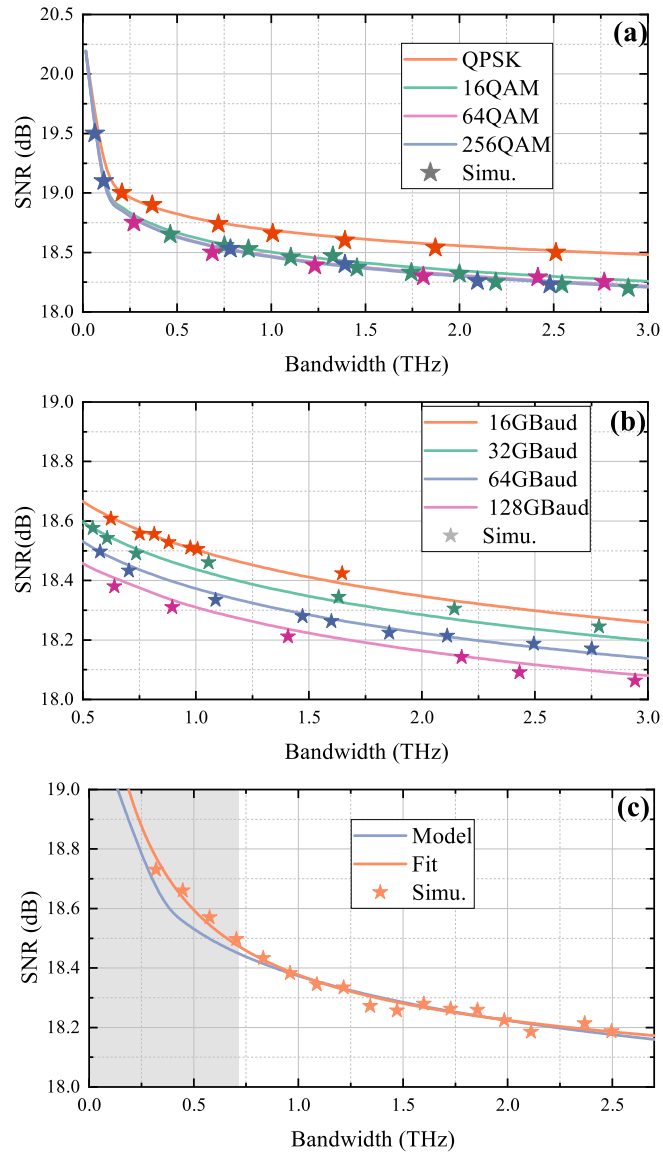 (a)
20.5
20.0
19.5
19.0
18.5
18.0
SNR (dB)
QPSK
16QAM
64QAM
256QAM
Simu.
0.0 0.5 1.0 1.5 2.0 2.5 3.0
Bandwidth (THz)
(b)
19.0
18.8
18.6
18.4
18.2
18.0
SNR(dB)
16GBaud
32GBaud
64GBaud
128GBaud
Simu.
0.5 1.0 1.5 2.0 2.5 3.0
Bandwidth (THz)
(c)
19.0
18.8
18.6
18.4
18.2
18.0
SNR (dB)
Model
Fit
Simu.
0.0 0.5 1.0 1.5 2.0 2.5
Bandwidth (THz)